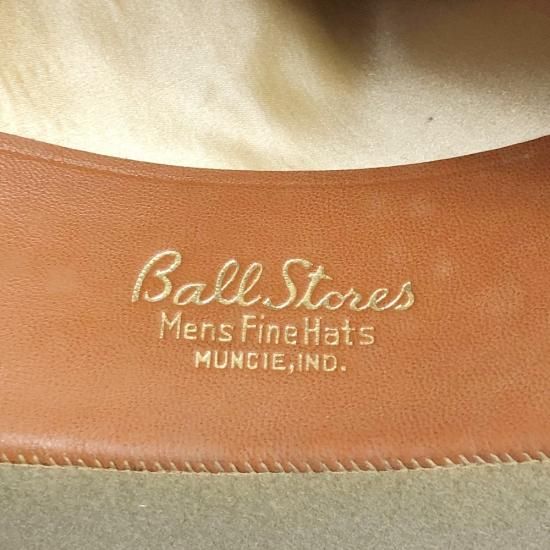 Ball Stores
Mens Fine Hats
MUNCIE, IND.